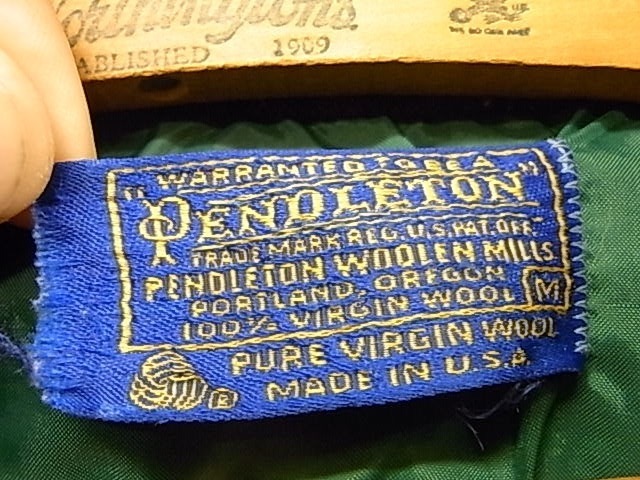 Worthington's
ABLISHED 1909
"WARRANTED TO BE A
PENDLETON"
TRADE MARK REG. U.S. PAT. OFF.
PENDLETON WOOLEN MILLS
PORTLAND, OREGON
100% VIRGIN WOOL M
PURE VIRGIN WOOL
® MADE IN U.S.A.